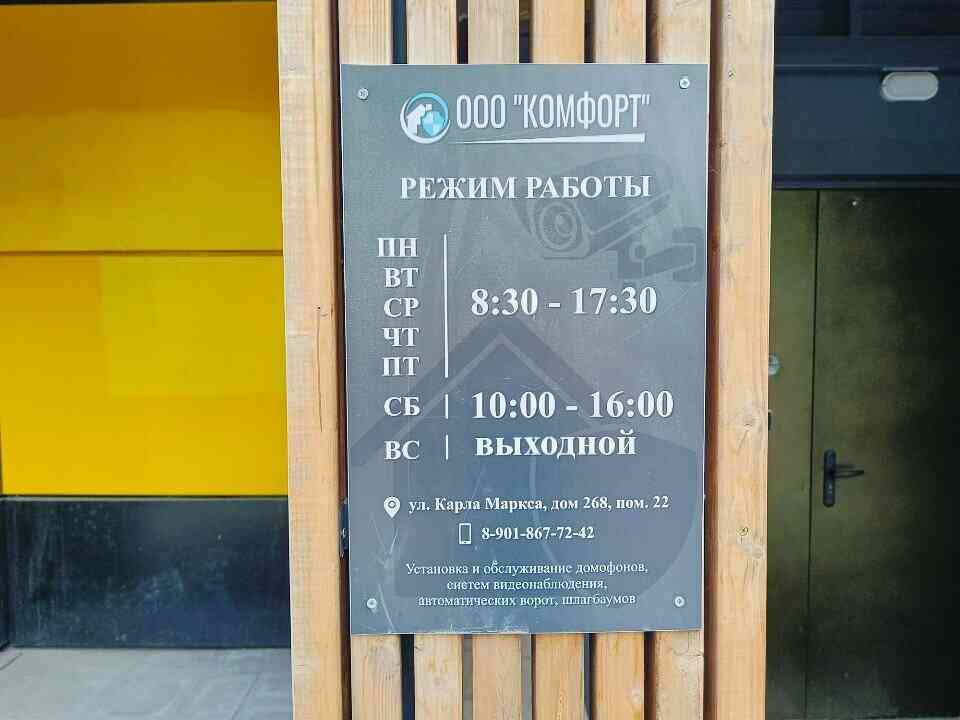 ООО "КОМФОРТ"
РЕЖИМ РАБОТЫ
ПН
ВТ
СР
ЧТ
ПТ
8:30 - 17:30
СБ 10:00 - 16:00
ВС выходной
ул. Карла Маркса, дом 268, пом. 22
8-901-867-72-42
Установка и обслуживание домофонов,
систем видеонаблюдения,
автоматических ворот, шлагбаумов